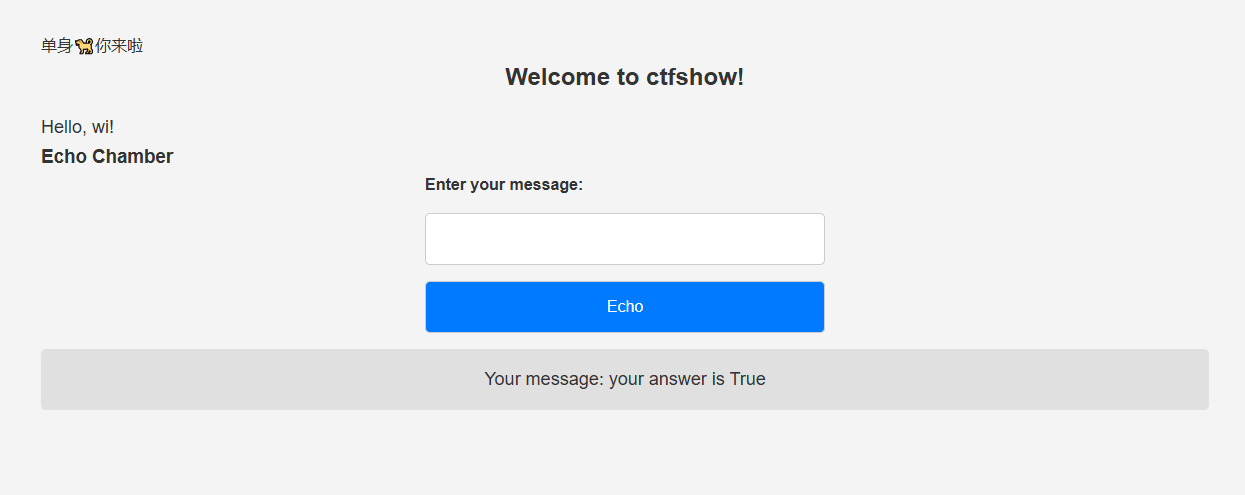 单身🐕你来啦
Welcome to ctfshow!
Hello, wi!
Echo Chamber
Enter your message:
Echo
Your message: your answer is True